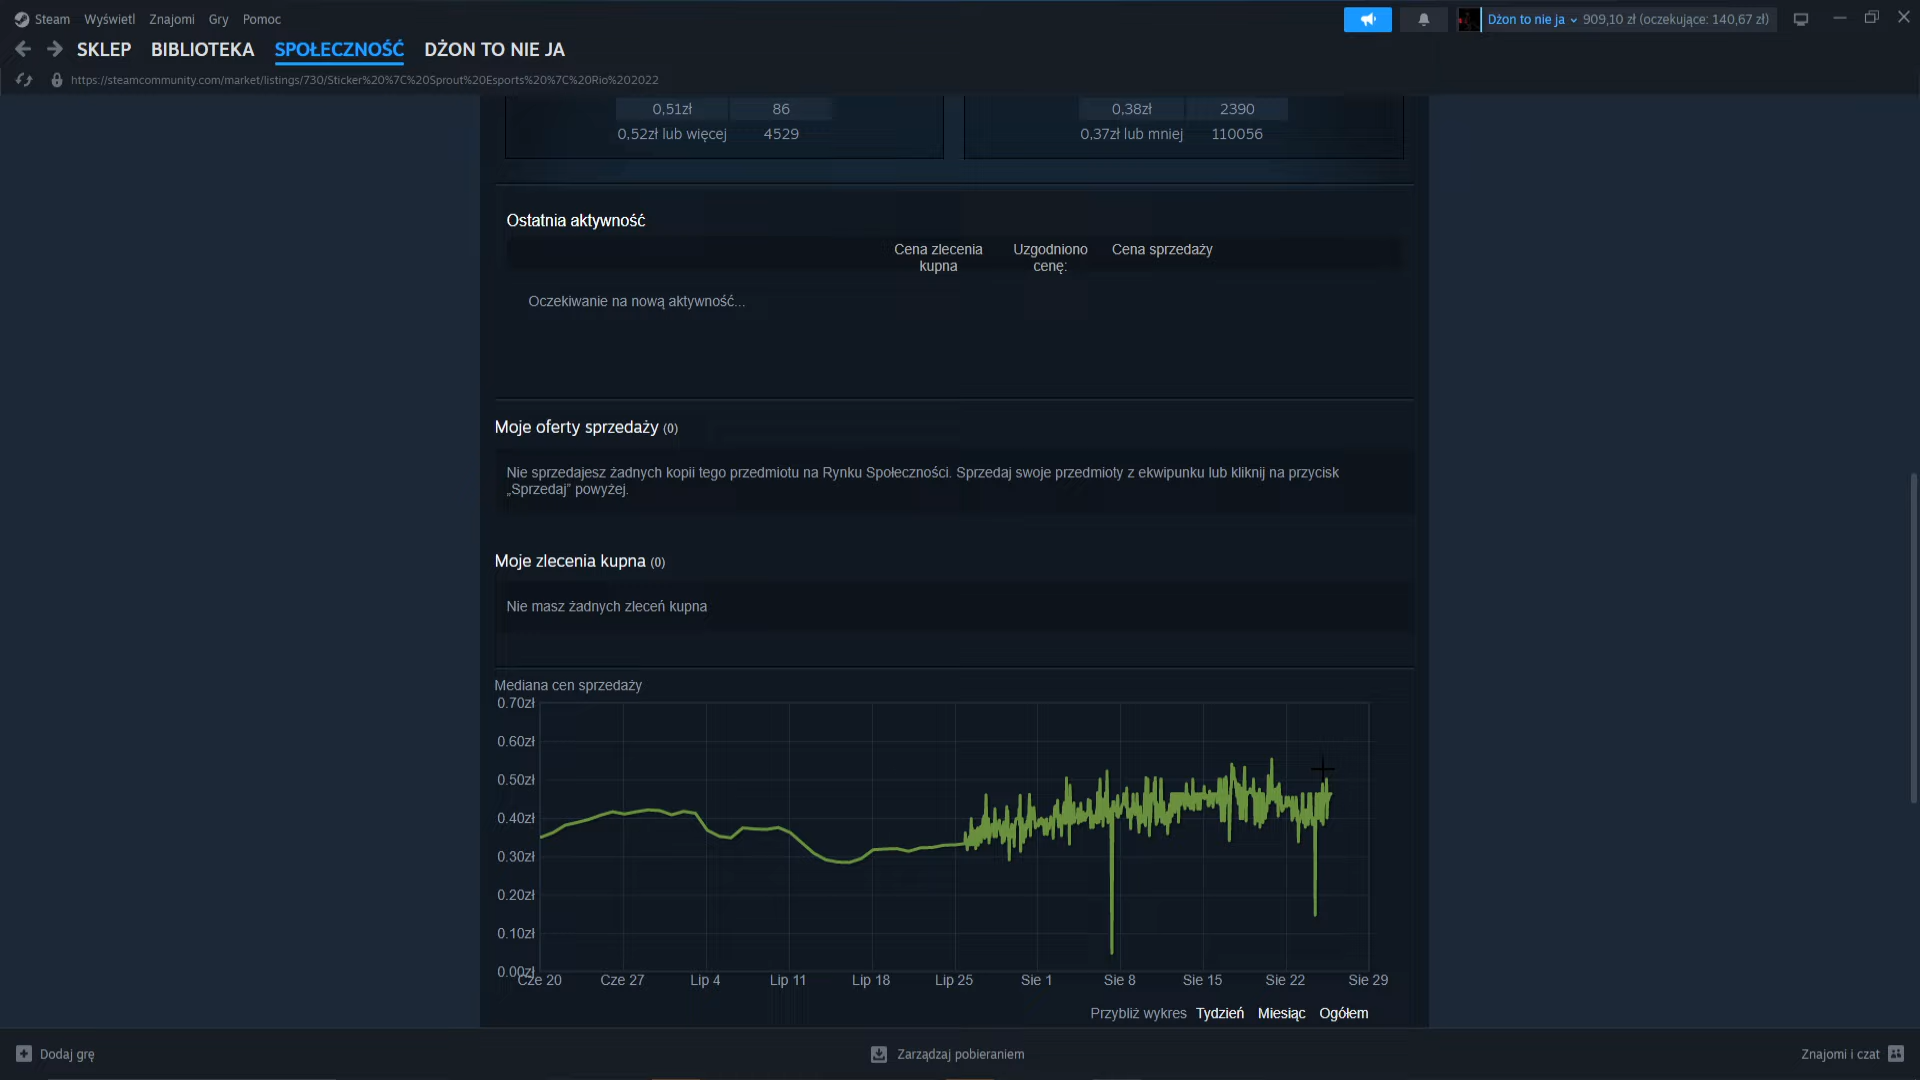 Steam Wyświetl Znajomi Gry Pomoc
Dżon to nie ja 909,10 zł (oczekujące: 140,67 zł)
SKLEP BIBLIOTEKA SPOŁECZNOŚĆ DŻON TO NIE JA
https://steamcommunity.com/market/listings/730/Sticker%20%7C%20Sprout%20Esports%20%7C%20Rio%202022
0,51zł 86
0,52zł lub więcej 4529
0,38zł 2390
0,37zł lub mniej 110056
Ostatnia aktywność
Cena zlecenia kupna
Uzgodniono cenę:
Cena sprzedaży
Oczekiwanie na nową aktywność...
Moje oferty sprzedaży (0)
Nie sprzedajesz żadnych kopii tego przedmiotu na Rynku Społeczności. Sprzedaj swoje przedmioty z ekwipunku lub kliknij na przycisk
„Sprzedaj” powyżej.
Moje zlecenia kupna (0)
Nie masz żadnych zleceń kupna
Mediana cen sprzedaży
0.70zł
0.60zł
0.50zł
0.40zł
0.30zł
0.20zł
0.10zł
0.00zł
Cze 20 Cze 27 Lip 4 Lip 11 Lip 18 Lip 25 Sie 1 Sie 8 Sie 15 Sie 22 Sie 29
Przybliż wykres Tydzień Miesiąc Ogółem
Dodaj grę
Zarządzaj pobieraniem
Znajomi i czat